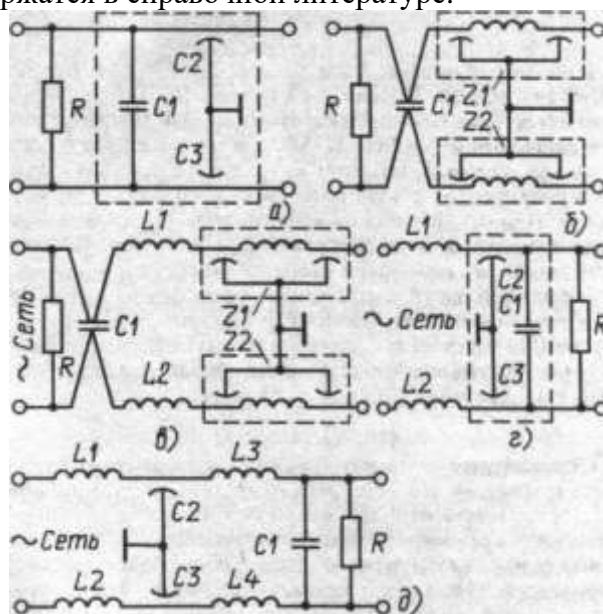 ржатся в справочной литературе.
R C1 C2 C3 а)
R C1 Z1 Z2 б)
~ Сеть R C1 L1 L2 Z1 Z2 в)
L1 L2 ~ Сеть C2 C1 C3 R г)
L1 L3
C2
~ Сеть C1 R
C3
L2 L4 д)